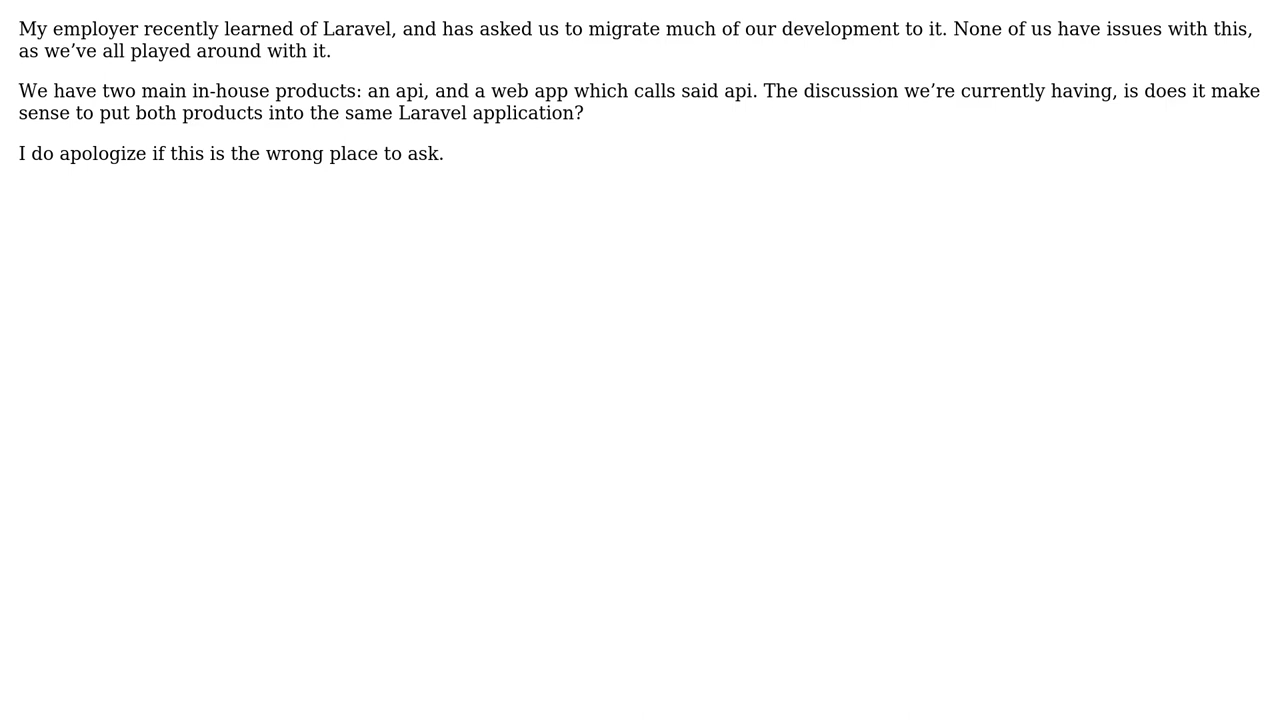 My employer recently learned of Laravel, and has asked us to migrate much of our development to it. None of us have issues with this,
as we’ve all played around with it.
We have two main in-house products: an api, and a web app which calls said api. The discussion we’re currently having, is does it make
sense to put both products into the same Laravel application?
I do apologize if this is the wrong place to ask.